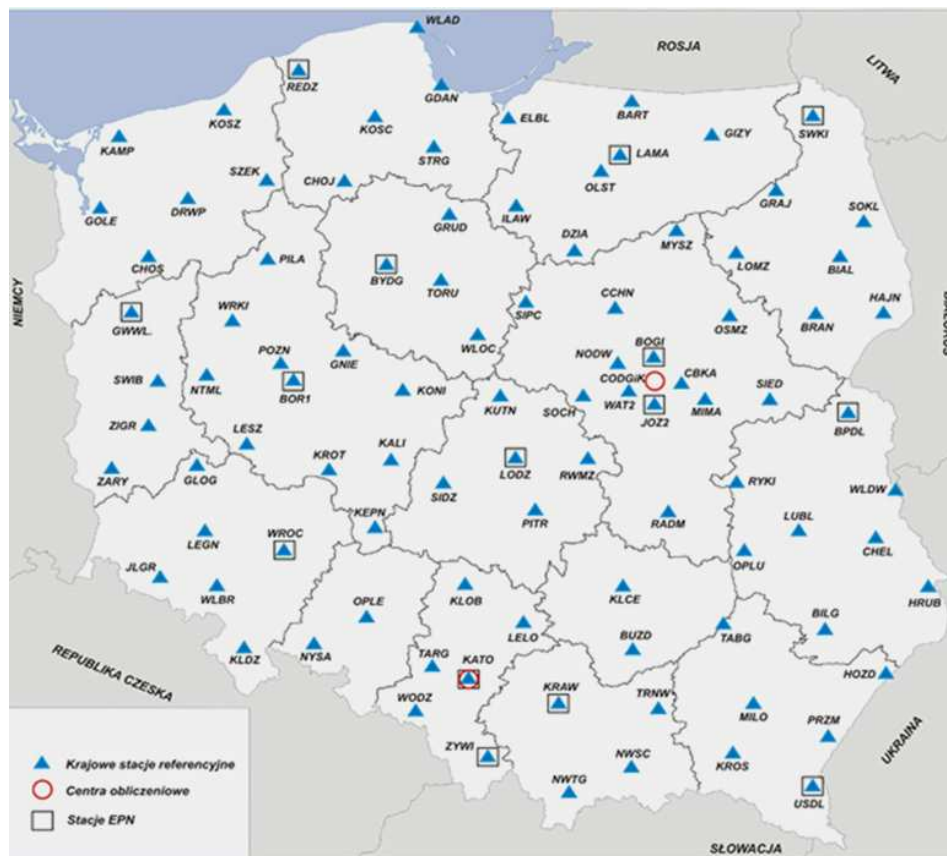 WLAD
ROSJA
LITWA
REDZ
GDAN
KOSZ
KOSC
ELBL
BART
GIZY
SWKI
KAMP
STRG
LAMA
SZEK
CHOJ
OLST
GRAJ
GOLE
DRWP
ILAW
SOKL
GRUD
DZIA
MYSZ
CHOS
PILA
BYDG
LOMZ
BIAL
NIEMCY
TORU
GWWL.
WRKI
SIPC
CCHN
OSMZ
BRAN
HAJN
WLOC
POZN
GNIE
NODW
BOGI
CODGiK
CBKA
SWIB
NTML
BOR1
KONI
KUTN
SOCH
WAT2
JOZ2
MIMA
SIED
BPDL
ZIGR
LESZ
KROT
KALI
LODZ
RWMZ
ZARY
GLOG
SIDZ
RYKI
WLDW
KEPN
PITR
RADM
LEGN
WROC
LUBL
OPLU
CHEL
JLGR
WLBR
KLOB
KLCE
HRUB
OPLE
LELO
BUZD
TABG
BILG
KLDZ
NYSA
TARG
KATO
REPUBLIKA CZESKA
HOZD
WODZ
KRAW
TRNW
MILO
PRZM
UKRAINA
ZYWI
NWSC
KROS
NWTG
USDL
SŁOWACJA
Krajowe stacje referencyjne
Centra obliczeniowe
Stacje EPN